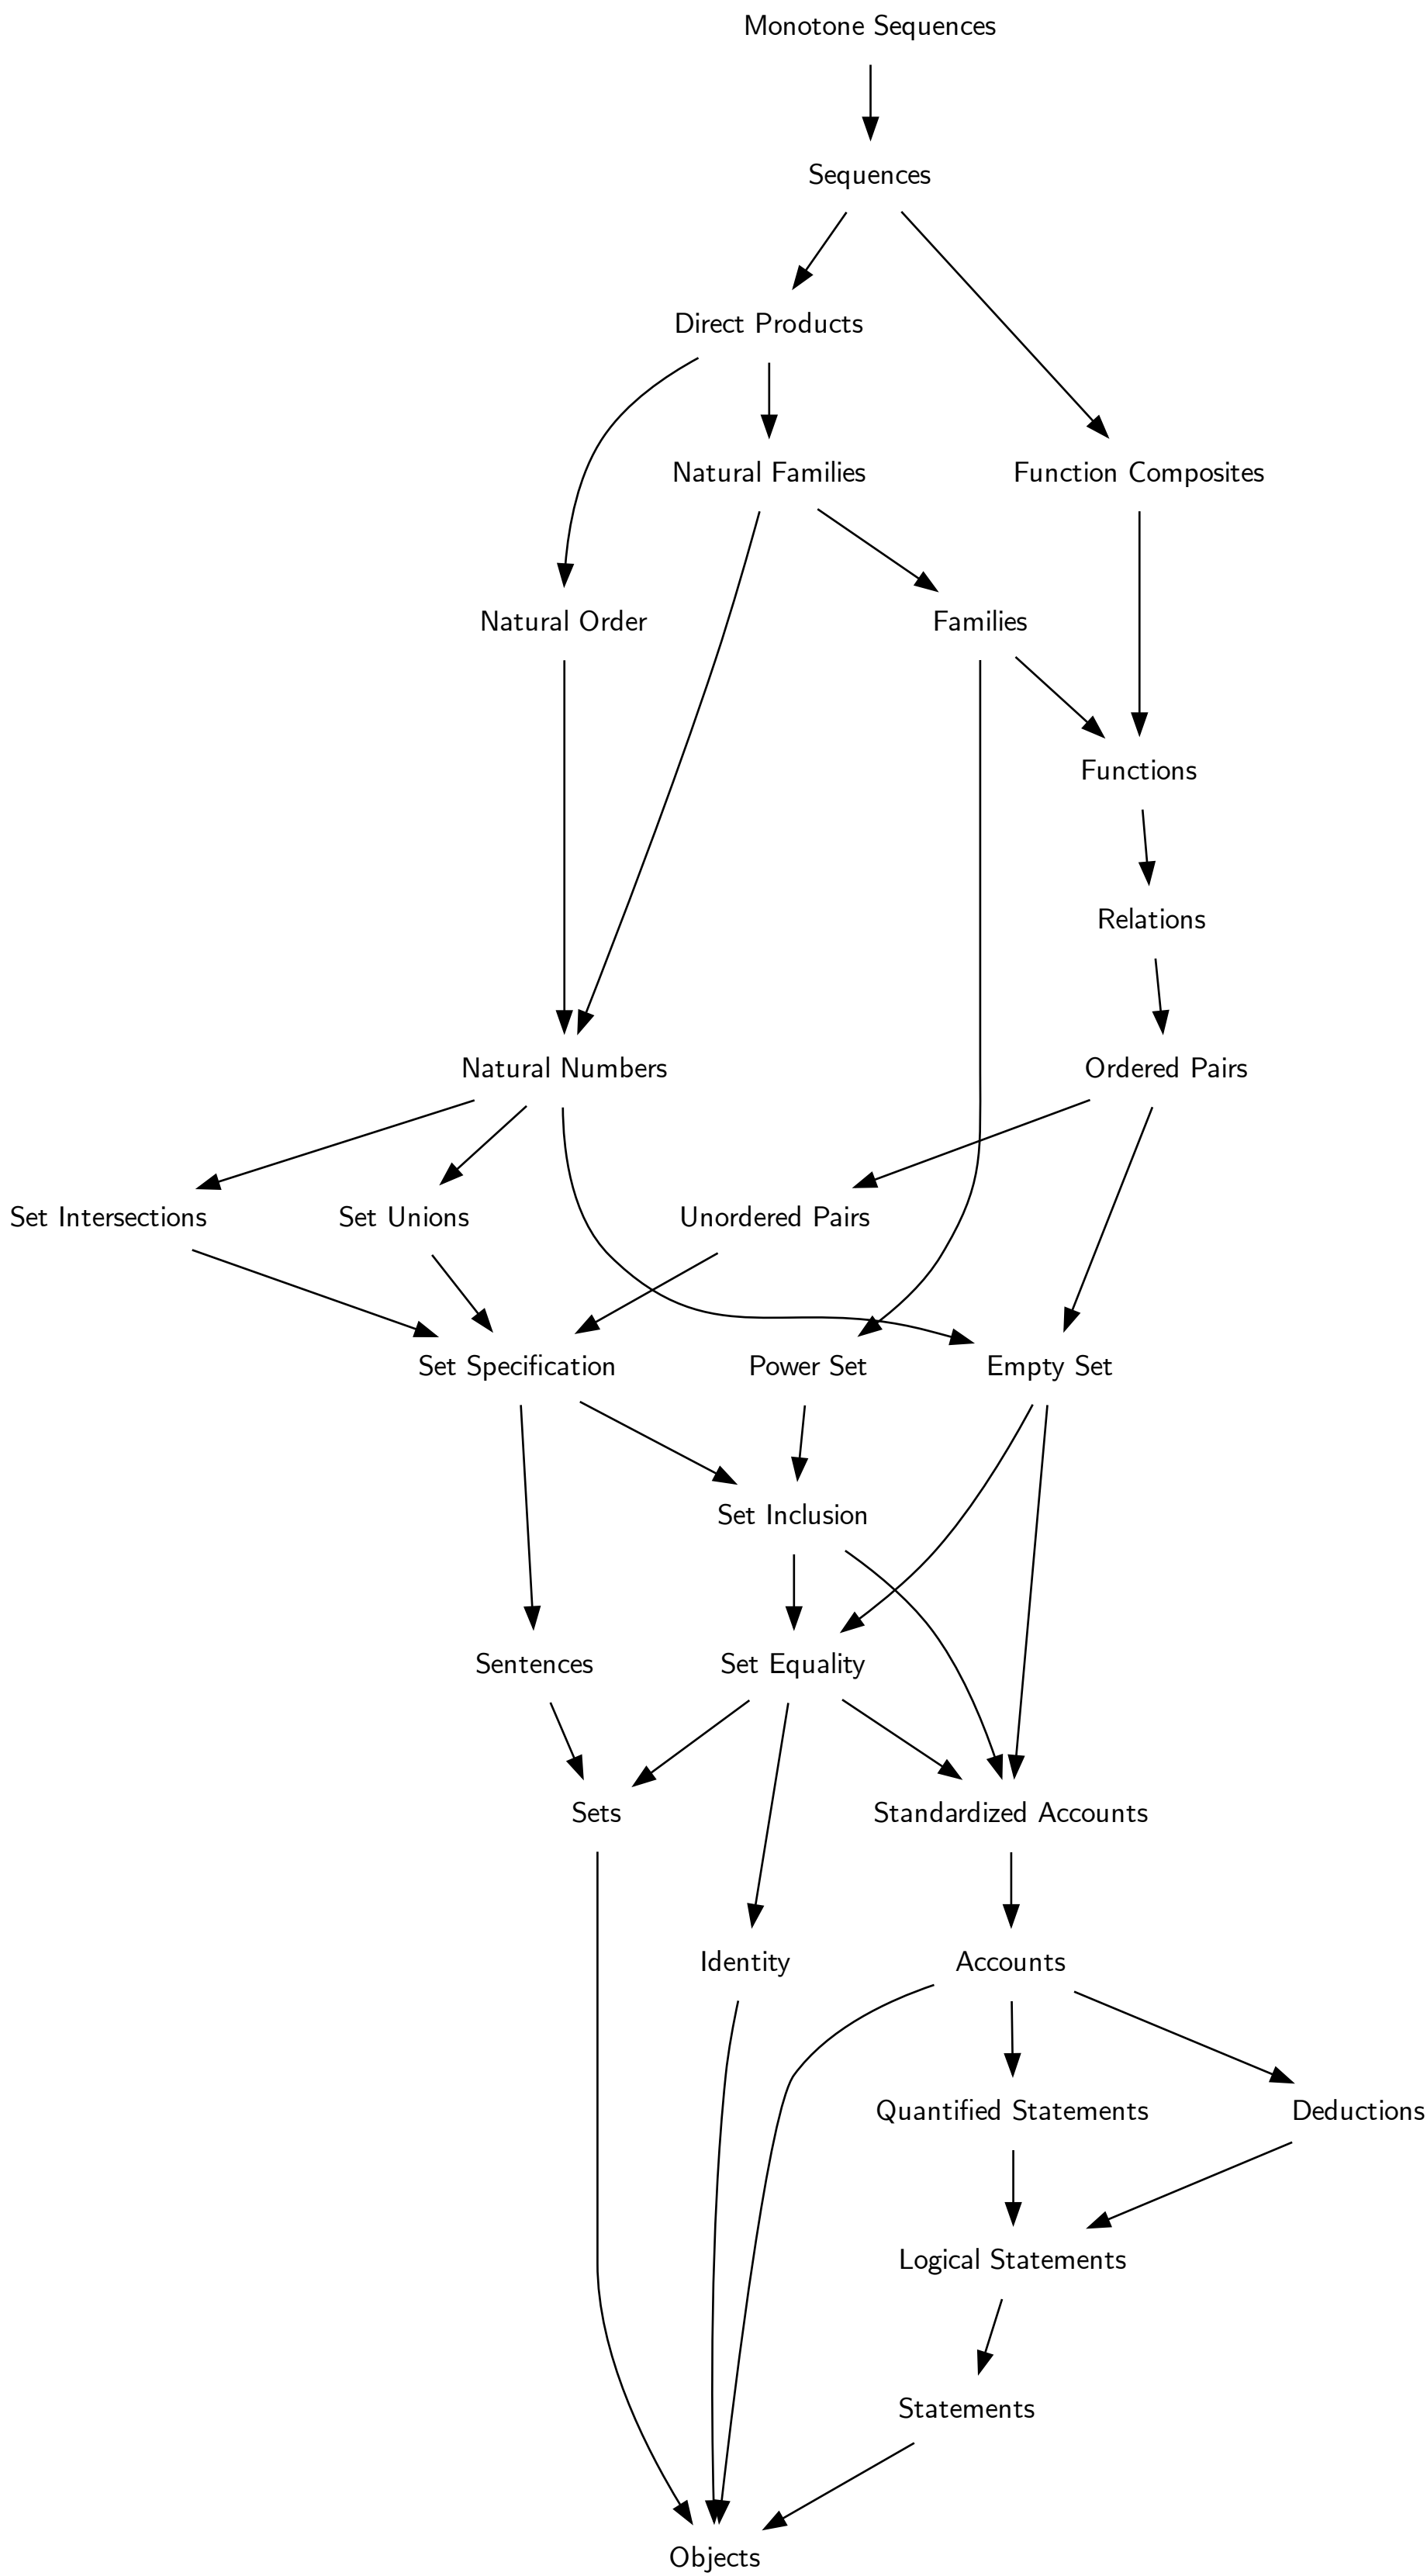 Monotone Sequences
Sequences
Direct Products
Natural Families
Function Composites
Natural Order
Families
Functions
Relations
Natural Numbers
Ordered Pairs
Set Intersections
Set Unions
Unordered Pairs
Set Specification
Power Set
Empty Set
Set Inclusion
Sentences
Set Equality
Sets
Standardized Accounts
Identity
Accounts
Quantified Statements
Deductions
Logical Statements
Statements
Objects